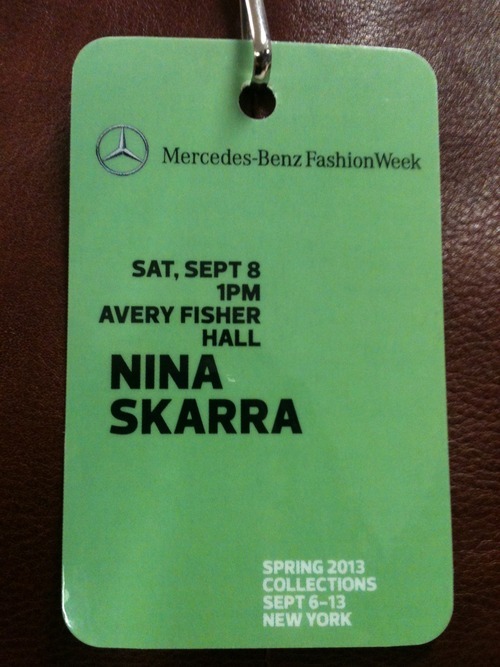 Mercedes-Benz FashionWeek
SAT, SEPT 8
1PM
AVERY FISHER
HALL
NINA
SKARRA
SPRING 2013
COLLECTIONS
SEPT 6-13
NEW YORK